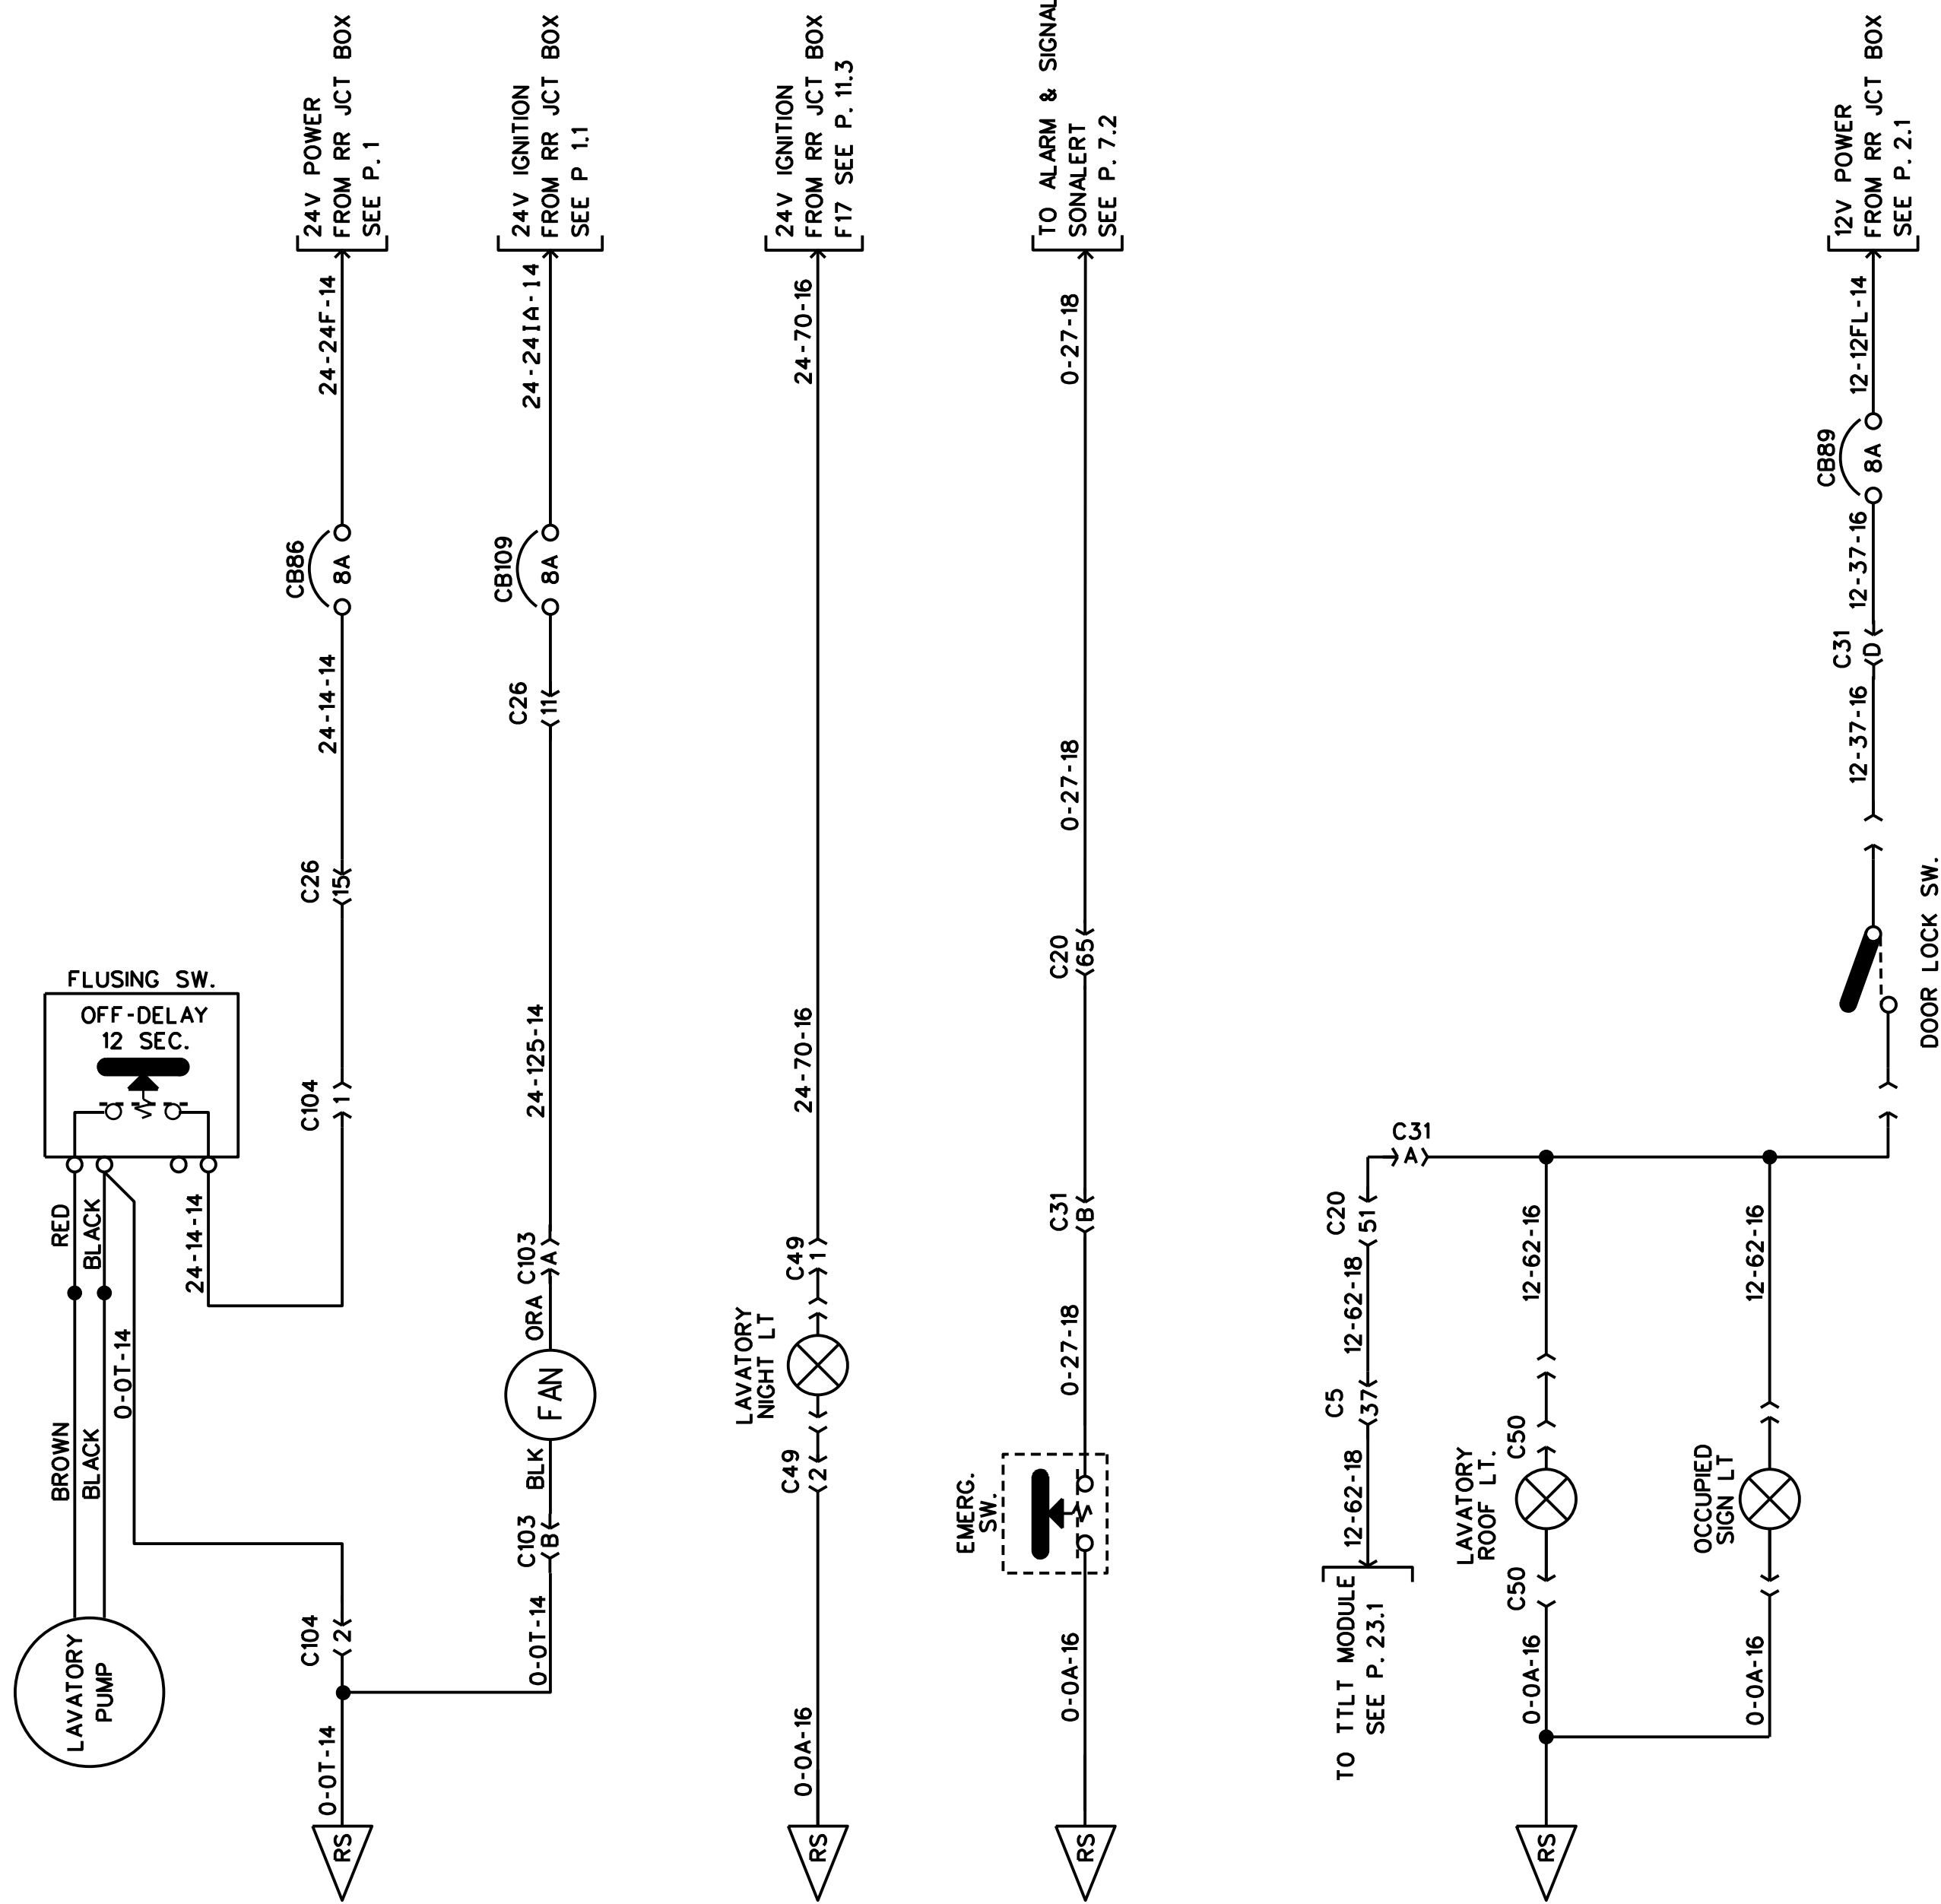 24V POWER
FROM RR JCT BOX
SEE P. 1
24-24F-14
CB86
8A
24-14-14
C26
15
C104
1
24-14-14
FLUSING SW.
OFF-DELAY
12 SEC.
RED
BLACK
BROWN
BLACK
0-0T-14
LAVATORY
PUMP
C104
2
0-0T-14
RS
24V IGNITION
FROM RR JCT BOX
SEE P 1.1
24-24IA-14
CB109
8A
C26
11
24-125-14
C103
A
ORA
FAN
BLK
C103
B
0-0T-14
24V IGNITION
FROM RR JCT BOX
F17 SEE P. 11.3
24-70-16
24-70-16
C49
1
LAVATORY
NIGHT LT
C49
2
0-0A-16
RS
TO ALARM & SIGNAL
SONALERT
SEE P. 7.2
0-27-18
0-27-18
C20
65
C31
B
0-27-18
EMERG.
SW.
0-0A-16
RS
12V POWER
FROM RR JCT BOX
SEE P. 2.1
12-12FL-14
CB89
8A
12-37-16
C31
D
12-37-16
DOOR LOCK SW.
C31
A
C20
51
12-62-18
C5
37
12-62-18
TO TTLT MODULE
SEE P. 23.1
12-62-16
C50
LAVATORY
ROOF LT.
C50
0-0A-16
RS
12-62-16
OCCUPIED
SIGN LT
0-0A-16